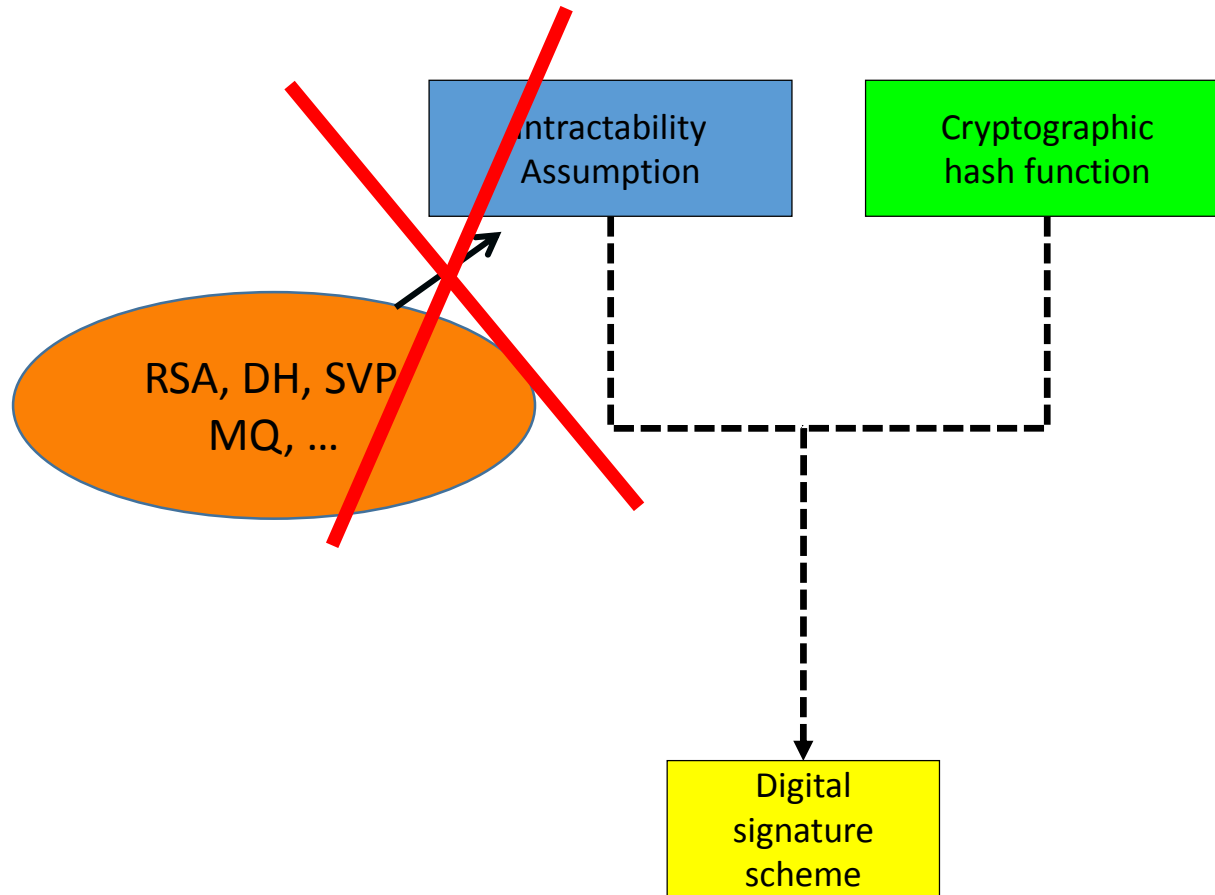 Intractability
Assumption
Cryptographic
hash function
RSA, DH, SVP
MQ, …
Digital
signature
scheme